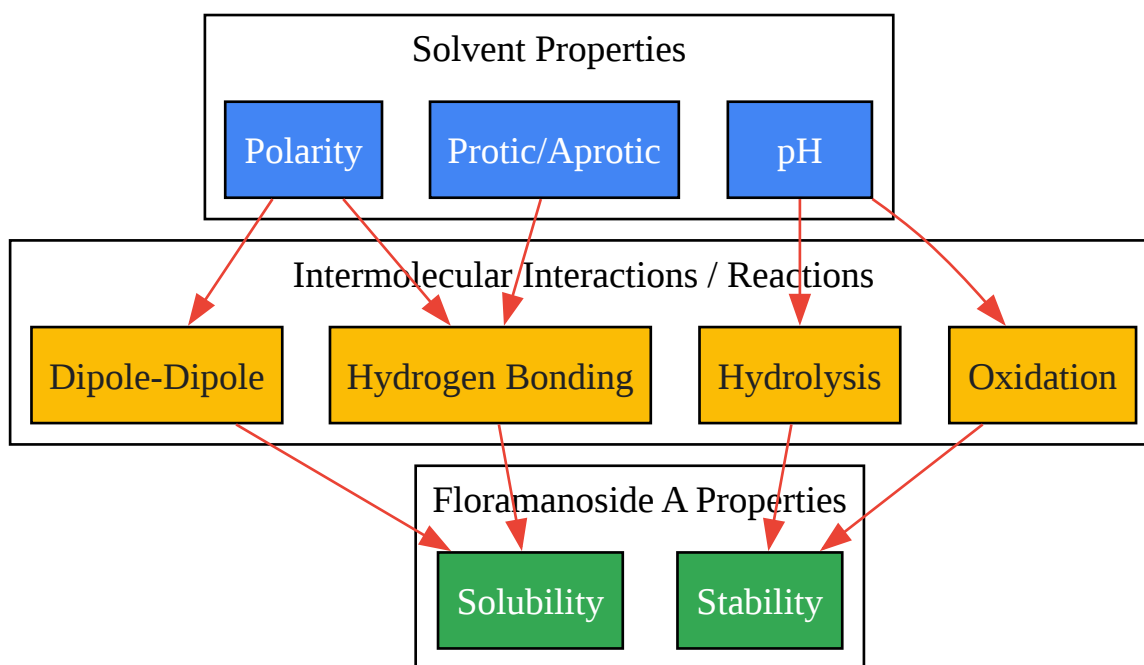 Solvent Properties
Polarity
Protic/Aprotic
pH
Intermolecular Interactions / Reactions
Dipole-Dipole
Hydrogen Bonding
Hydrolysis
Oxidation
Floramanoside A Properties
Solubility
Stability